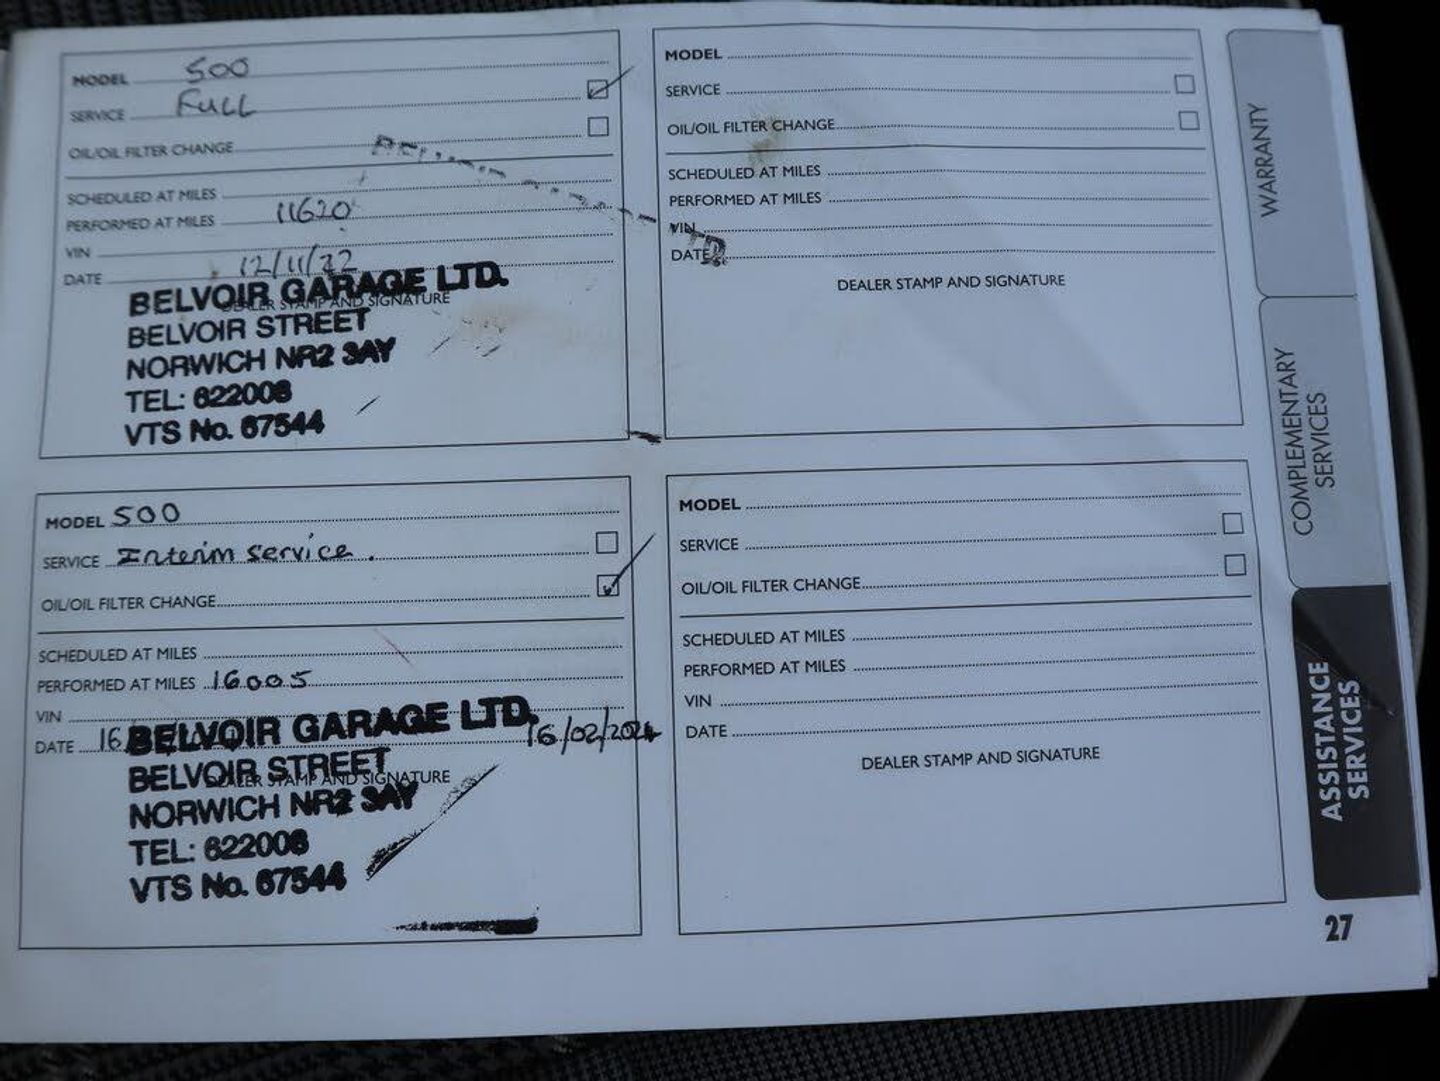 MODEL 500
SERVICE FULL
OIL/OIL FILTER CHANGE
SCHEDULED AT MILES
PERFORMED AT MILES 11620
VIN
DATE 12/11/22
DEALER STAMP AND SIGNATURE
BELVOIR GARAGE LTD.
BELVOIR STREET
NORWICH NR2 3AY
TEL: 622008
VTS No. 67544
MODEL 500
SERVICE Interim service.
OIL/OIL FILTER CHANGE
SCHEDULED AT MILES
PERFORMED AT MILES 16005
VIN
DATE 16 16/02/2024
DEALER STAMP AND SIGNATURE
BELVOIR GARAGE LTD.
BELVOIR STREET
NORWICH NR2 3AY
TEL: 622008
VTS No. 67544
MODEL
SERVICE
OIL/OIL FILTER CHANGE
SCHEDULED AT MILES
PERFORMED AT MILES
VIN
DATE
DEALER STAMP AND SIGNATURE
MODEL
SERVICE
OIL/OIL FILTER CHANGE
SCHEDULED AT MILES
PERFORMED AT MILES
VIN
DATE
DEALER STAMP AND SIGNATURE
WARRANTY
COMPLEMENTARY
SERVICES
ASSISTANCE
SERVICES
27